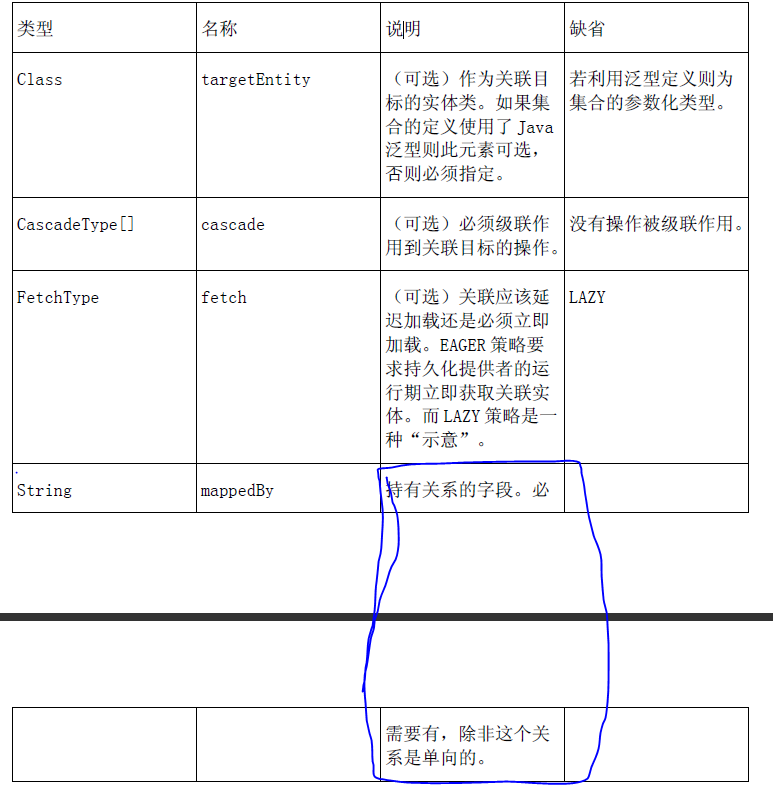 类型 名称 说明 缺省
Class targetEntity （可选）作为关联目 若利用泛型定义则为
标的实体类。如果集 集合的参数化类型。
合的定义使用了 Java
泛型则此元素可选，
否则必须指定。
CascadeType[] cascade （可选）必须级联作 没有操作被级联作用。
用到关联目标的操作。
FetchType fetch （可选）关联应该延 LAZY
迟加载还是必须立即
加载。EAGER 策略要
求持久化提供者的运
行期立即获取关联实
体。而 LAZY 策略是一
种“示意”。
String mappedBy 持有关系的字段。必
需要有，除非这个关
系是单向的。